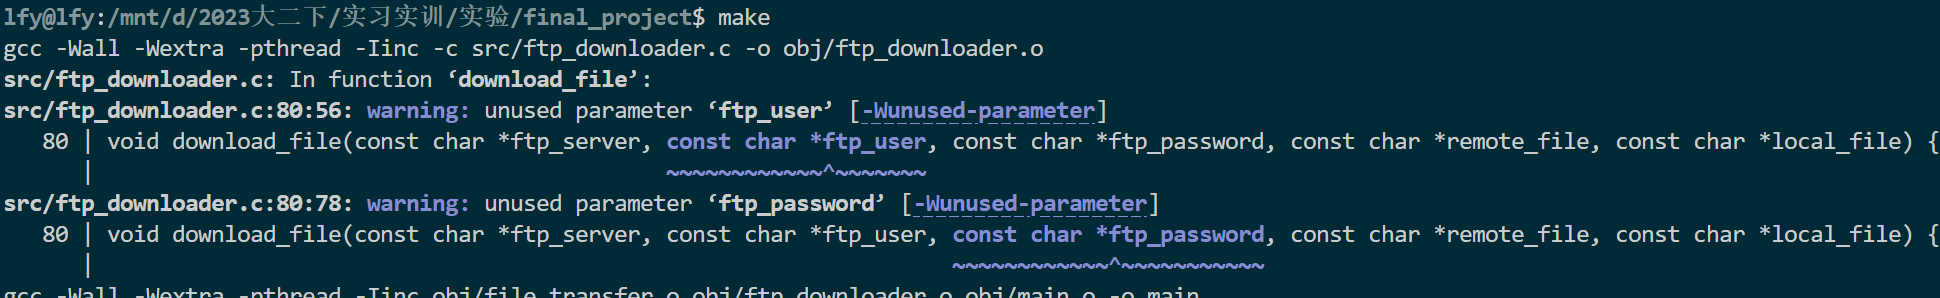 lfy@lfy:/mnt/d/2023大二下/实习实训/实验/final_project$ make
gcc -Wall -Wextra -pthread -Iinc -c src/ftp_downloader.c -o obj/ftp_downloader.o
src/ftp_downloader.c: In function ‘download_file’:
src/ftp_downloader.c:80:56: warning: unused parameter ‘ftp_user’ [-Wunused-parameter]
   80 | void download_file(const char *ftp_server, const char *ftp_user, const char *ftp_password, const char *remote_file, const char *local_file) {
      |                                            ~~~~~~~~~~~~^~~~~~~~
src/ftp_downloader.c:80:78: warning: unused parameter ‘ftp_password’ [-Wunused-parameter]
   80 | void download_file(const char *ftp_server, const char *ftp_user, const char *ftp_password, const char *remote_file, const char *local_file) {
      |                                                                  ~~~~~~~~~~~~^~~~~~~~~~~~
gcc -Wall -Wextra -pthread -Iinc obj/file_transfer.o obj/ftp_downloader.o obj/main.o -o main